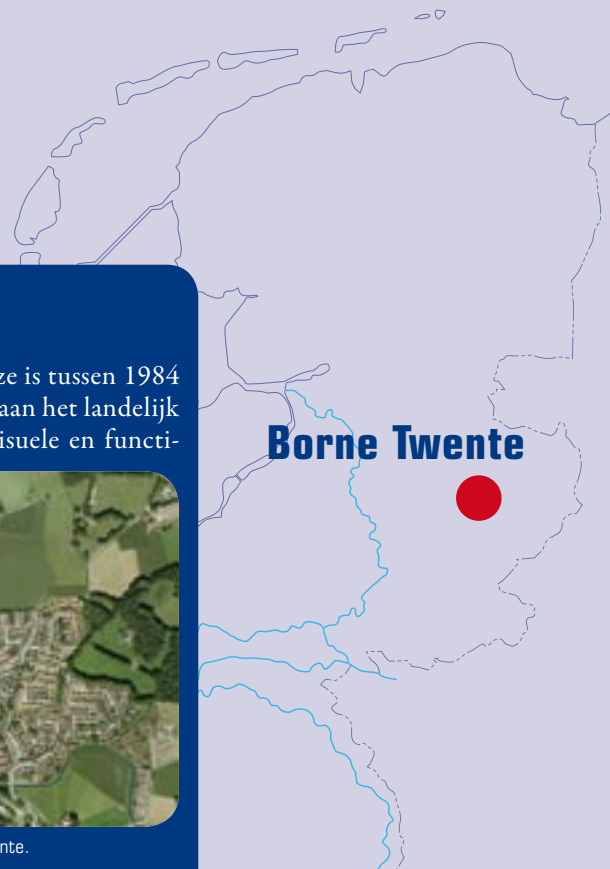 ze is tussen 1984
aan het landelijk
isuele en functi-
Borne Twente
nte.